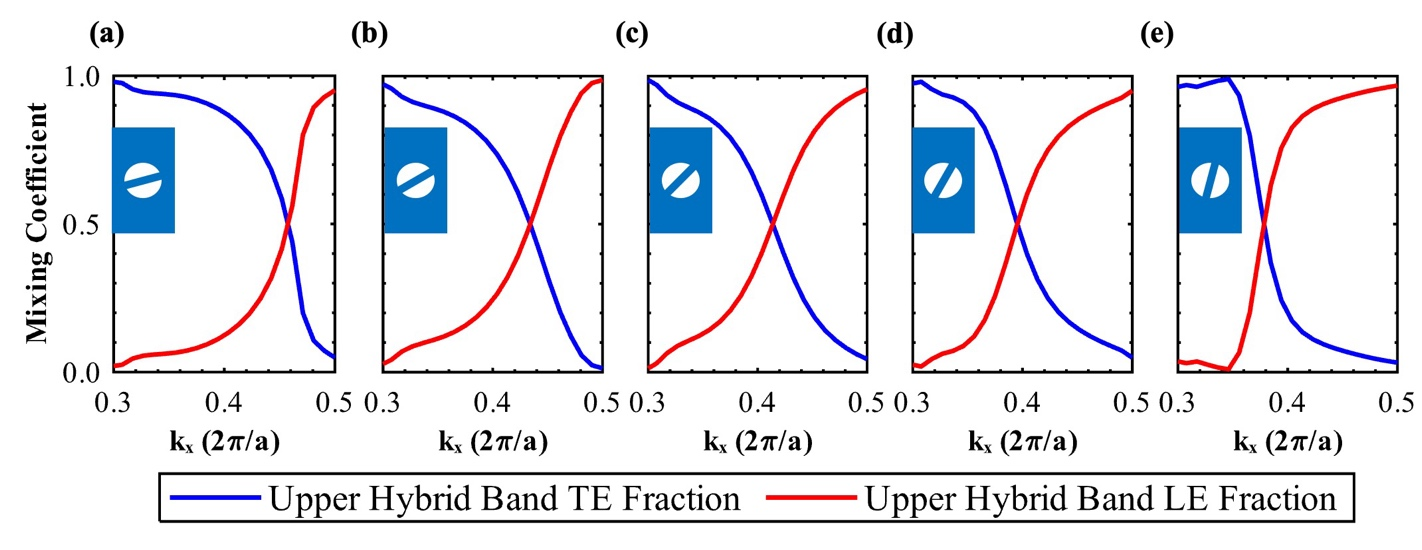 (a) (b) (c) (d) (e)
Mixing Coefficient
1.0
0.5
0.0
0.3 0.4 0.5 0.3 0.4 0.5 0.3 0.4 0.5 0.3 0.4 0.5 0.3 0.4 0.5
kₓ (2π/a) kₓ (2π/a) kₓ (2π/a) kₓ (2π/a) kₓ (2π/a)
Upper Hybrid Band TE Fraction Upper Hybrid Band LE Fraction